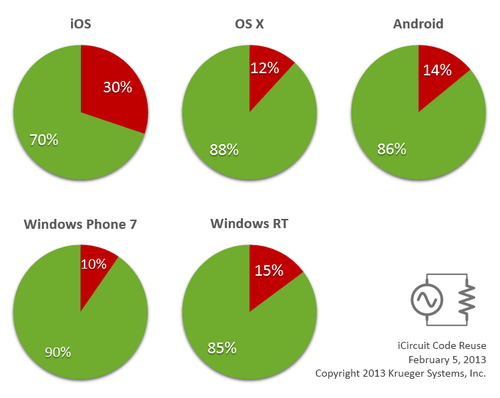 iOS
OS X
Android
30%
70%
12%
88%
14%
86%
Windows Phone 7
Windows RT
10%
90%
15%
85%
iCircuit Code Reuse
February 5, 2013
Copyright 2013 Krueger Systems, Inc.